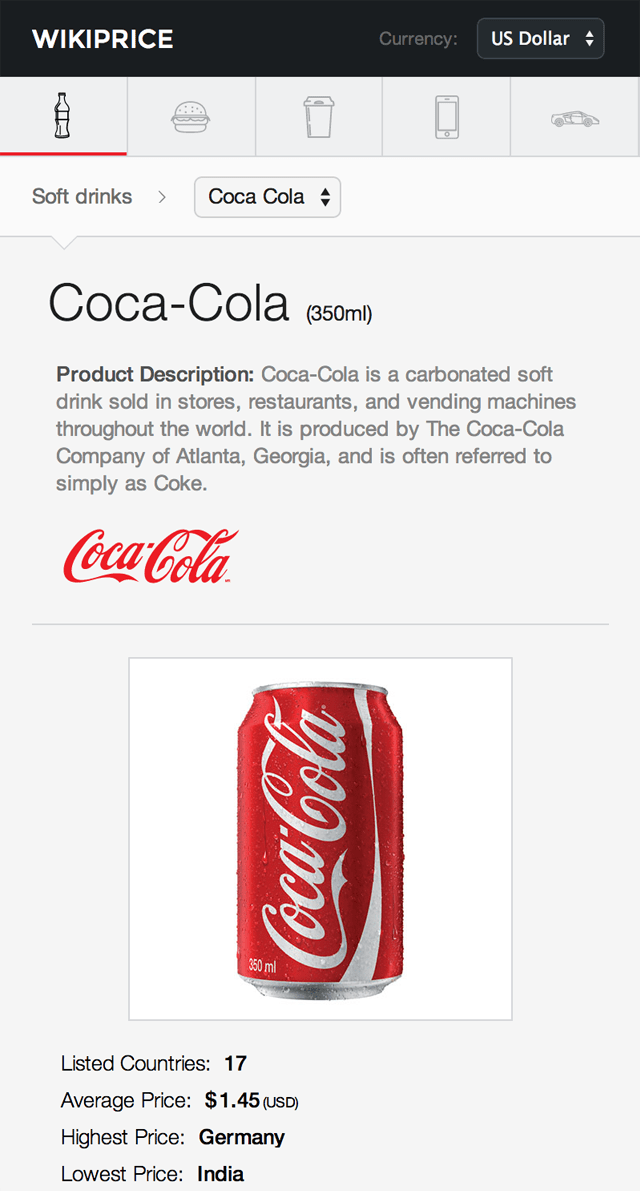 WIKIPRICE Currency: US Dollar
Soft drinks > Coca Cola
Coca-Cola (350ml)
Product Description: Coca-Cola is a carbonated soft
drink sold in stores, restaurants, and vending machines
throughout the world. It is produced by The Coca-Cola
Company of Atlanta, Georgia, and is often referred to
simply as Coke.
Coca-Cola
Coca-Cola
350 ml
Listed Countries: 17
Average Price: $1.45 (USD)
Highest Price: Germany
Lowest Price: India